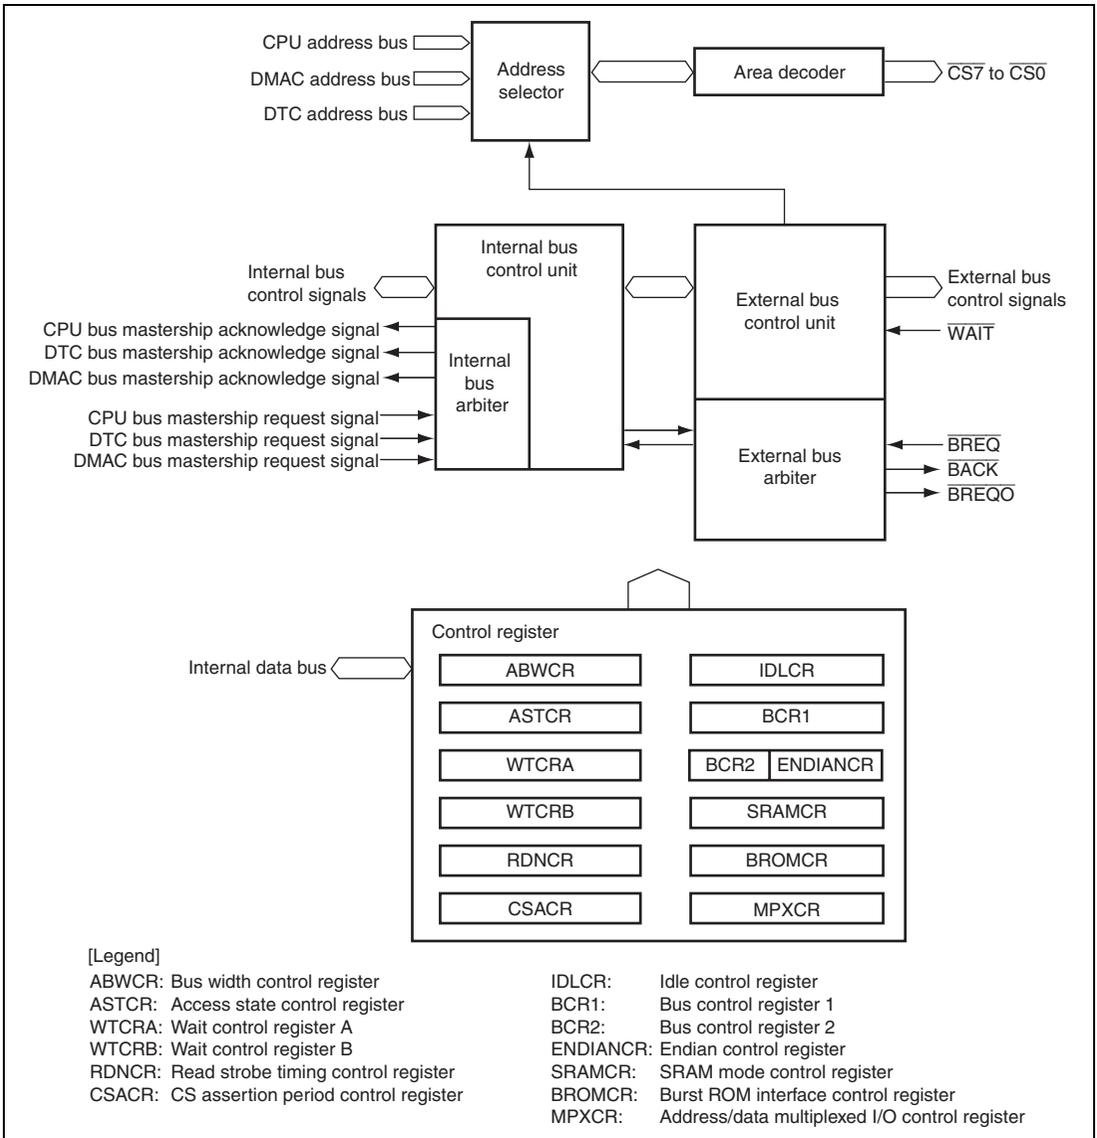 CPU address bus
DMAC address bus
DTC address bus
Address
selector
Area decoder
CS7 to CS0
Internal bus
control signals
Internal bus
control unit
External bus
control unit
External bus
control signals
WAIT
CPU bus mastership acknowledge signal
DTC bus mastership acknowledge signal
DMAC bus mastership acknowledge signal
Internal
bus
arbiter
CPU bus mastership request signal
DTC bus mastership request signal
DMAC bus mastership request signal
External bus
arbiter
BREQ
BACK
BREQO
Control register
Internal data bus
ABWCR
IDLCR
ASTCR
BCR1
WTCRA
BCR2
ENDIANCR
WTCRB
SRAMCR
RDNCR
BROMCR
CSACR
MPXCR
[Legend]
ABWCR: Bus width control register
ASTCR: Access state control register
WTCRA: Wait control register A
WTCRB: Wait control register B
RDNCR: Read strobe timing control register
CSACR: CS assertion period control register
IDLCR: Idle control register
BCR1: Bus control register 1
BCR2: Bus control register 2
ENDIANCR: Endian control register
SRAMCR: SRAM mode control register
BROMCR: Burst ROM interface control register
MPXCR: Address/data multiplexed I/O control register